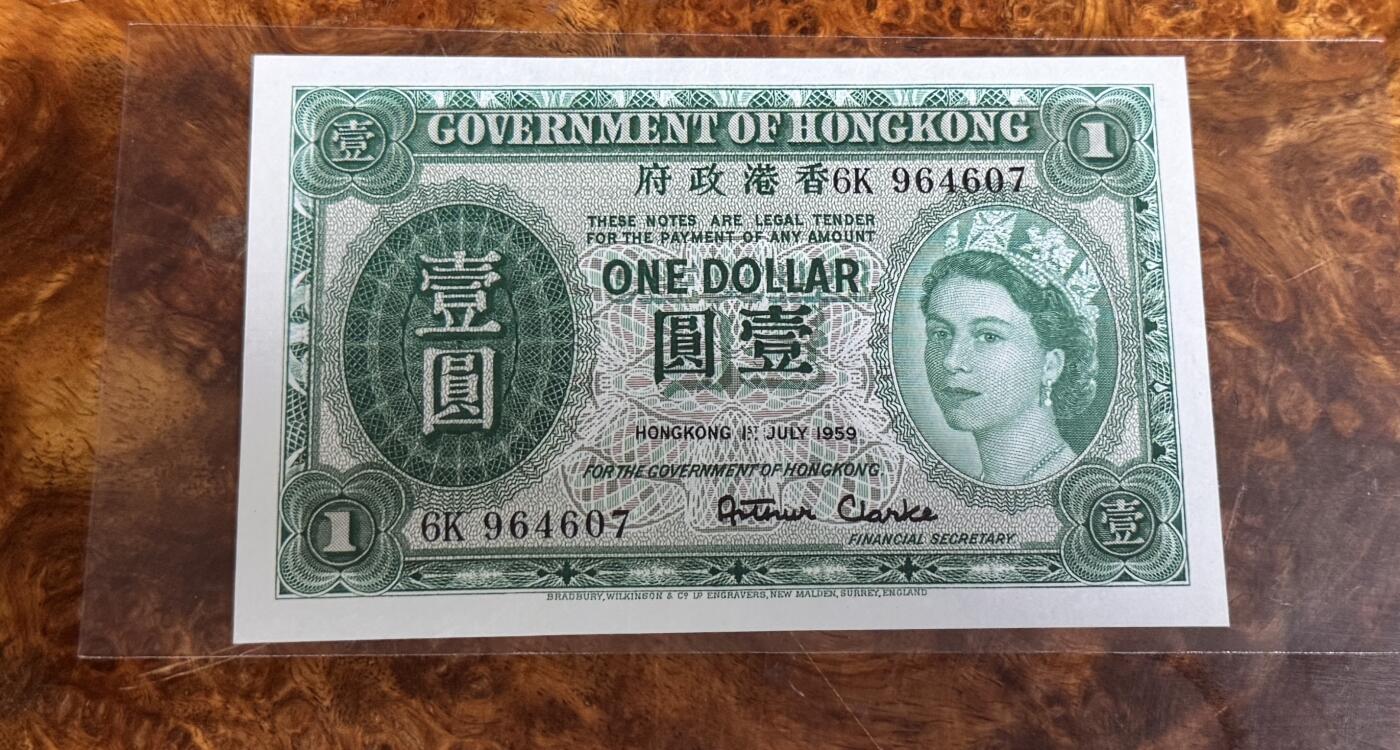 壹 GOVERNMENT OF HONGKONG 1
府政港香 6K 964607
THESE NOTES ARE LEGAL TENDER
FOR THE PAYMENT OF ANY AMOUNT
ONE DOLLAR
圓壹
壹
圓
HONGKONG 1ST JULY 1959
FOR THE GOVERNMENT OF HONGKONG
Arthur Clarke
FINANCIAL SECRETARY
1 6K 964607 壹
BRADBURY, WILKINSON & Co. Ld. ENGRAVERS, NEW MALDEN, SURREY, ENGLAND